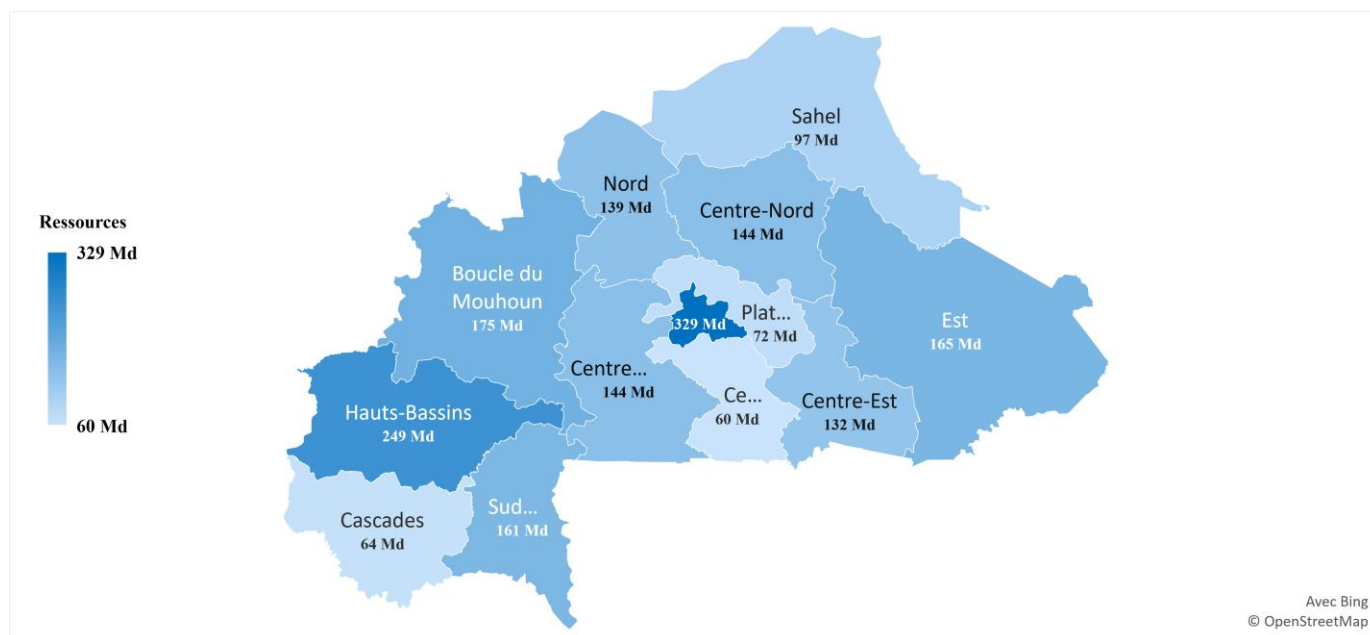 Ressources
329 Md
60 Md
Sahel
97 Md
Nord
139 Md
Centre-Nord
144 Md
Boucle du
Mouhoun
175 Md
329 Md
Plat...
72 Md
Est
165 Md
Centre...
144 Md
Ce...
60 Md
Centre-Est
132 Md
Hauts-Bassins
249 Md
Sud...
161 Md
Cascades
64 Md
Avec Bing
© OpenStreetMap